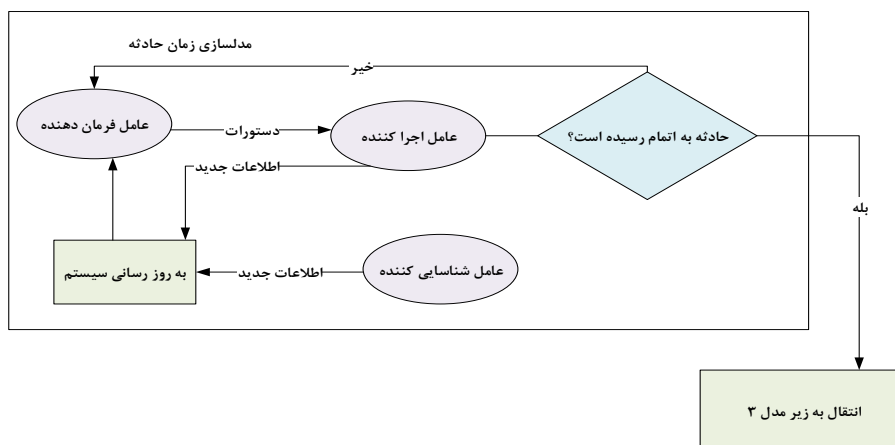 مدلسازی زمان حادثه
خیر
عامل فرمان دهنده
دستورات
عامل اجرا کننده
حادثه به اتمام رسیده است؟
اطلاعات جدید
بله
به روز رسانی سیستم
اطلاعات جدید
عامل شناسایی کننده
انتقال به زیر مدل ۳